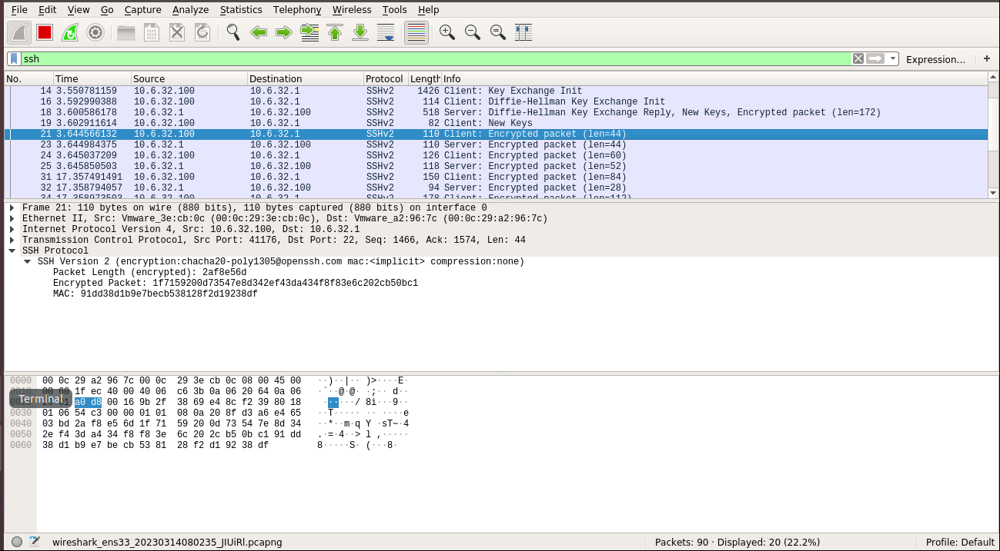 File Edit View Go Capture Analyze Statistics Telephony Wireless Tools Help
ssh Expression... +
No. Time Source Destination Protocol Length Info
14 3.550781159 10.6.32.100 10.6.32.1 SSHv2 1426 Client: Key Exchange Init
16 3.592990388 10.6.32.100 10.6.32.1 SSHv2 114 Client: Diffie-Hellman Key Exchange Init
18 3.600586178 10.6.32.1 10.6.32.100 SSHv2 518 Server: Diffie-Hellman Key Exchange Reply, New Keys, Encrypted packet (len=172)
19 3.602911614 10.6.32.100 10.6.32.1 SSHv2 82 Client: New Keys
21 3.644566132 10.6.32.100 10.6.32.1 SSHv2 110 Client: Encrypted packet (len=44)
23 3.644984375 10.6.32.1 10.6.32.100 SSHv2 110 Server: Encrypted packet (len=44)
24 3.645037209 10.6.32.100 10.6.32.1 SSHv2 126 Client: Encrypted packet (len=60)
25 3.645850503 10.6.32.1 10.6.32.100 SSHv2 118 Server: Encrypted packet (len=52)
31 17.357491491 10.6.32.100 10.6.32.1 SSHv2 150 Client: Encrypted packet (len=84)
32 17.358794057 10.6.32.1 10.6.32.100 SSHv2 94 Server: Encrypted packet (len=28)
34 17.358973503 10.6.32.100 10.6.32.1 SSHv2 178 Client: Encrypted packet (len=112)
Frame 21: 110 bytes on wire (880 bits), 110 bytes captured (880 bits) on interface 0
Ethernet II, Src: Vmware_3e:cb:0c (00:0c:29:3e:cb:0c), Dst: Vmware_a2:96:7c (00:0c:29:a2:96:7c)
Internet Protocol Version 4, Src: 10.6.32.100, Dst: 10.6.32.1
Transmission Control Protocol, Src Port: 41176, Dst Port: 22, Seq: 1466, Ack: 1574, Len: 44
SSH Protocol
SSH Version 2 (encryption:chacha20-poly1305@openssh.com mac:<implicit> compression:none)
Packet Length (encrypted): 2af8e56d
Encrypted Packet: 1f7159200d73547e8d342ef43da434f8f83e6c202cb50bc1
MAC: 91dd38d1b9e7becb538128f2d19238df
0000 00 0c 29 a2 96 7c 00 0c 29 3e cb 0c 08 00 45 00 ··)··|·· )>····E·
00 60 1f ec 40 00 40 06 c6 3b 0a 06 20 64 0a 06 ·`··@·@· ·;·· d··
Terminal a0 d8 00 16 9b 2f 38 69 e4 8c f2 39 80 18 ·····/ 8i···9··
0030 01 06 54 c3 00 00 01 01 08 0a 20 8f d3 a6 e4 65 ··T····· ·· ····e
0040 03 bd 2a f8 e5 6d 1f 71 59 20 0d 73 54 7e 8d 34 ··*··m·q Y ·sT~·4
0050 2e f4 3d a4 34 f8 f8 3e 6c 20 2c b5 0b c1 91 dd .·=·4··> l ,·····
0060 38 d1 b9 e7 be cb 53 81 28 f2 d1 92 38 df 8·····S· (···8·
wireshark_ens33_20230314080235_JIUiRl.pcapng Packets: 90 · Displayed: 20 (22.2%) Profile: Default